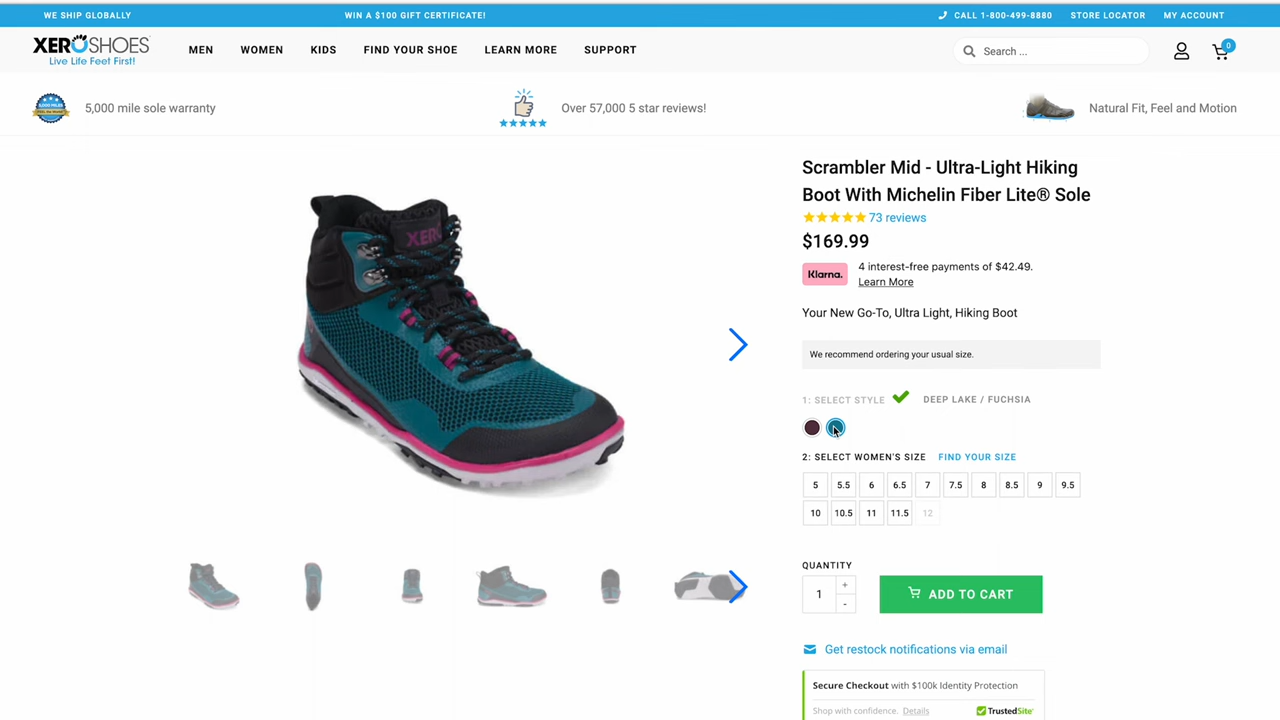 WE SHIP GLOBALLY
WIN A $100 GIFT CERTIFICATE!
CALL 1-800-499-8880
STORE LOCATOR
MY ACCOUNT
XEROSHOES
Live Life Feet First!
MEN
WOMEN
KIDS
FIND YOUR SHOE
LEARN MORE
SUPPORT
Search ...
0
5,000 mile sole warranty
Over 57,000 5 star reviews!
Natural Fit, Feel and Motion
XERO
Scrambler Mid - Ultra-Light Hiking
Boot With Michelin Fiber Lite® Sole
73 reviews
$169.99
Klarna.
4 interest-free payments of $42.49.
Learn More
Your New Go-To, Ultra Light, Hiking Boot
We recommend ordering your usual size.
1: SELECT STYLE
DEEP LAKE / FUCHSIA
2: SELECT WOMEN'S SIZE
FIND YOUR SIZE
5 5.5 6 6.5 7 7.5 8 8.5 9 9.5
10 10.5 11 11.5 12
QUANTITY
1
+
-
ADD TO CART
Get restock notifications via email
Secure Checkout with $100k Identity Protection
Shop with confidence. Details
TrustedSite